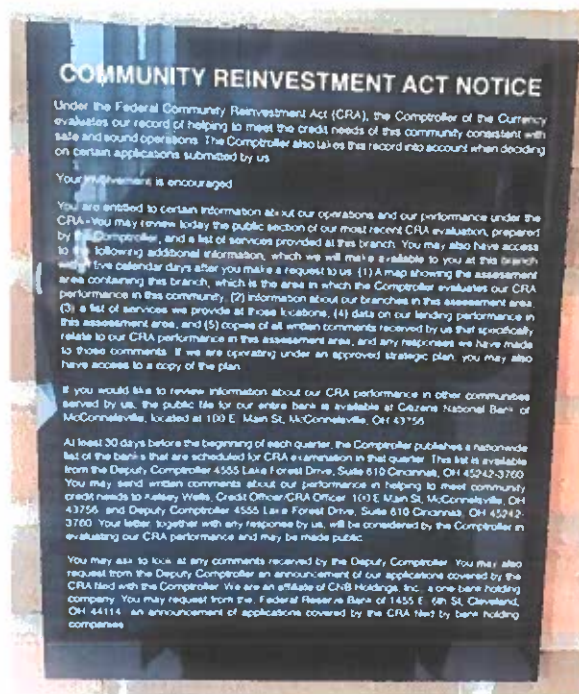 COMMUNITY REINVESTMENT ACT NOTICE
Under the Federal Community Reinvestment Act (CRA), the Comptroller of the Currency
evaluates our record of helping to meet the credit needs of this community consistent with
safe and sound operations. The Comptroller also takes this record into account when deciding
on certain applications submitted by us
Your involvement is encouraged
You are entitled to certain information about our operations and our performance under the
CRA You may review today the public section of our most recent CRA evaluation, prepared
by the Comptroller, and a list of services provided at this branch. You may also have access
to the following additional information, which we will make available to you at this branch
within five calendar days after you make a request to us (1) A map showing the assessment
area containing this branch, which is the area in which the Comptroller evaluates our CRA
performance in this community, (2) information about our branches in this assessment area
(3) a list of services we provide at those locations, (4) data on our lending performance in
this assessment area, and (5) copies of all written comments received by us that specifically
relate to our CRA performance in this assessment area, and any responses we have made
to those comments. If we are operating under an approved strategic plan, you may also
have access to a copy of the plan
If you would like to review information about our CRA performance in other communities
served by us, the public file for our entire bank is available at Citizens National Bank of
McConnelsville, located at 100 E. Main St, McConnelsville, OH 43756
At least 30 days before the beginning of each quarter, the Comptroller publishes a nationwide
list of the banks that are scheduled for CRA examination in that quarter. This list is available
from the Deputy Comptroller 4555 Lake Forest Drive, Suite 610 Cincinnati, OH 45242-3760
You may send written comments about our performance in helping to meet community
credit needs to Kelsey Wells, Credit Officer/CRA Officer 100 E Main St, McConnelsville, OH
43756 and Deputy Comptroller 4555 Lake Forest Drive, Suite 610 Cincinnati, OH 45242-
3760 Your letter, together with any response by us, will be considered by the Comptroller in
evaluating our CRA performance and may be made public
You may ask to look at any comments received by the Deputy Comptroller. You may also
request from the Deputy Comptroller an announcement of our applications covered by the
CRA filed with the Comptroller. We are an affiliate of CNB Holdings, Inc., a one bank holding
company. You may request from the, Federal Reserve Bank of 1455 E. 6th St, Cleveland,
OH 44114 an announcement of applications covered by the CRA filed by bank holding
companies